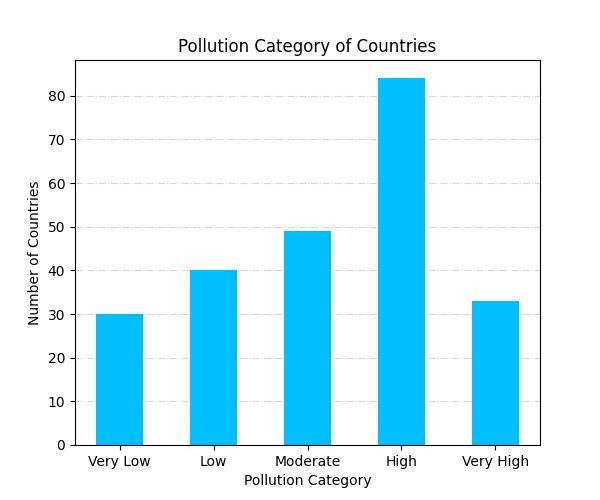 Pollution Category of Countries
Number of Countries
80
70
60
50
40
30
20
10
0
Very Low Low Moderate High Very High
Pollution Category